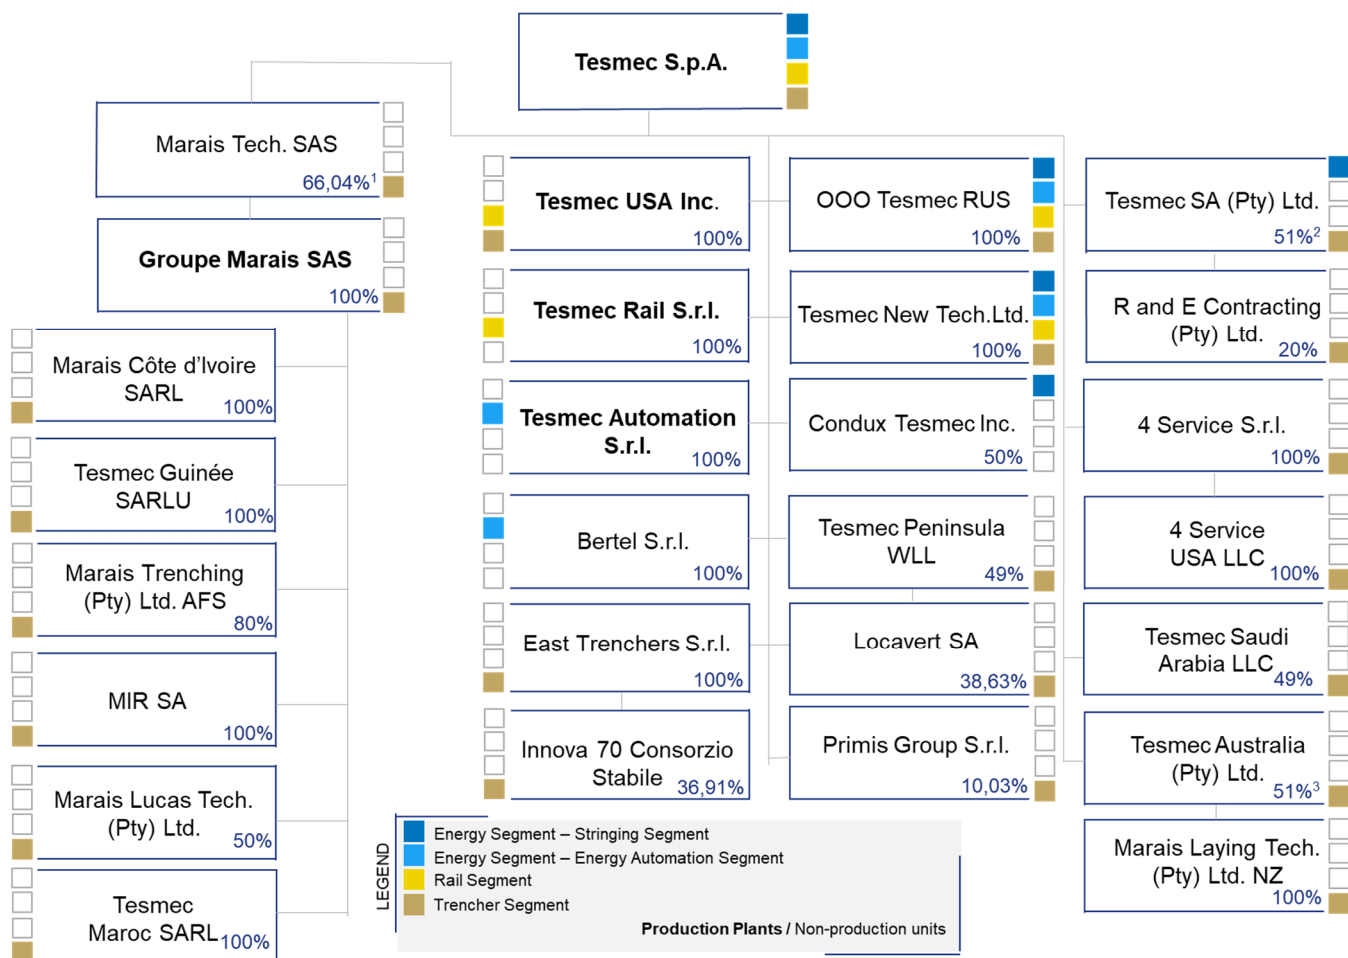 Tesmec S.p.A.
Marais Tech. SAS
66,04%1
Groupe Marais SAS
100%
Marais Côte d'Ivoire
SARL
100%
Tesmec Guinée
SARLU
100%
Marais Trenching
(Pty) Ltd. AFS
80%
MIR SA
100%
Marais Lucas Tech.
(Pty) Ltd.
50%
Tesmec
Maroc SARL
100%
Tesmec USA Inc.
100%
Tesmec Rail S.r.l.
100%
Tesmec Automation
S.r.l.
100%
Bertel S.r.l.
100%
East Trenchers S.r.l.
100%
Innova 70 Consorzio
Stabile
36,91%
OOO Tesmec RUS
100%
Tesmec New Tech.Ltd.
100%
Condux Tesmec Inc.
50%
Tesmec Peninsula
WLL
49%
Locavert SA
38,63%
Primis Group S.r.l.
10,03%
Tesmec SA (Pty) Ltd.
51%2
R and E Contracting
(Pty) Ltd.
20%
4 Service S.r.l.
100%
4 Service
USA LLC
100%
Tesmec Saudi
Arabia LLC
49%
Tesmec Australia
(Pty) Ltd.
51%3
Marais Laying Tech.
(Pty) Ltd. NZ
100%
LEGEND
Energy Segment – Stringing Segment
Energy Segment – Energy Automation Segment
Rail Segment
Trencher Segment
Production Plants / Non-production units